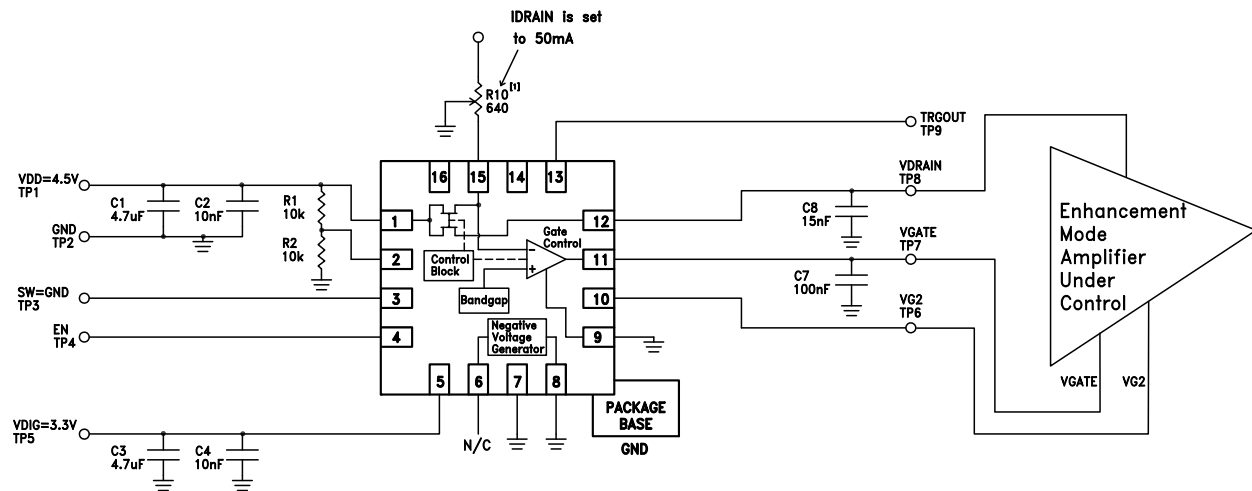 IDRAIN is set
to 50mA
R10[1]
640
TRGOUT
TP9
VDD=4.5V
TP1
C1
4.7uF
C2
10nF
R1
10k
GND
TP2
R2
10k
SW=GND
TP3
EN
TP4
VDIG=3.3V
TP5
C3
4.7uF
C4
10nF
16
15
14
13
1
2
3
4
5
6
7
8
9
10
11
12
Control
Block
Gate
Control
−
+
Bandgap
Negative
Voltage
Generator
N/C
PACKAGE
BASE
GND
VDRAIN
TP8
C8
15nF
VGATE
TP7
C7
100nF
VG2
TP6
Enhancement
Mode
Amplifier
Under
Control
VGATE
VG2